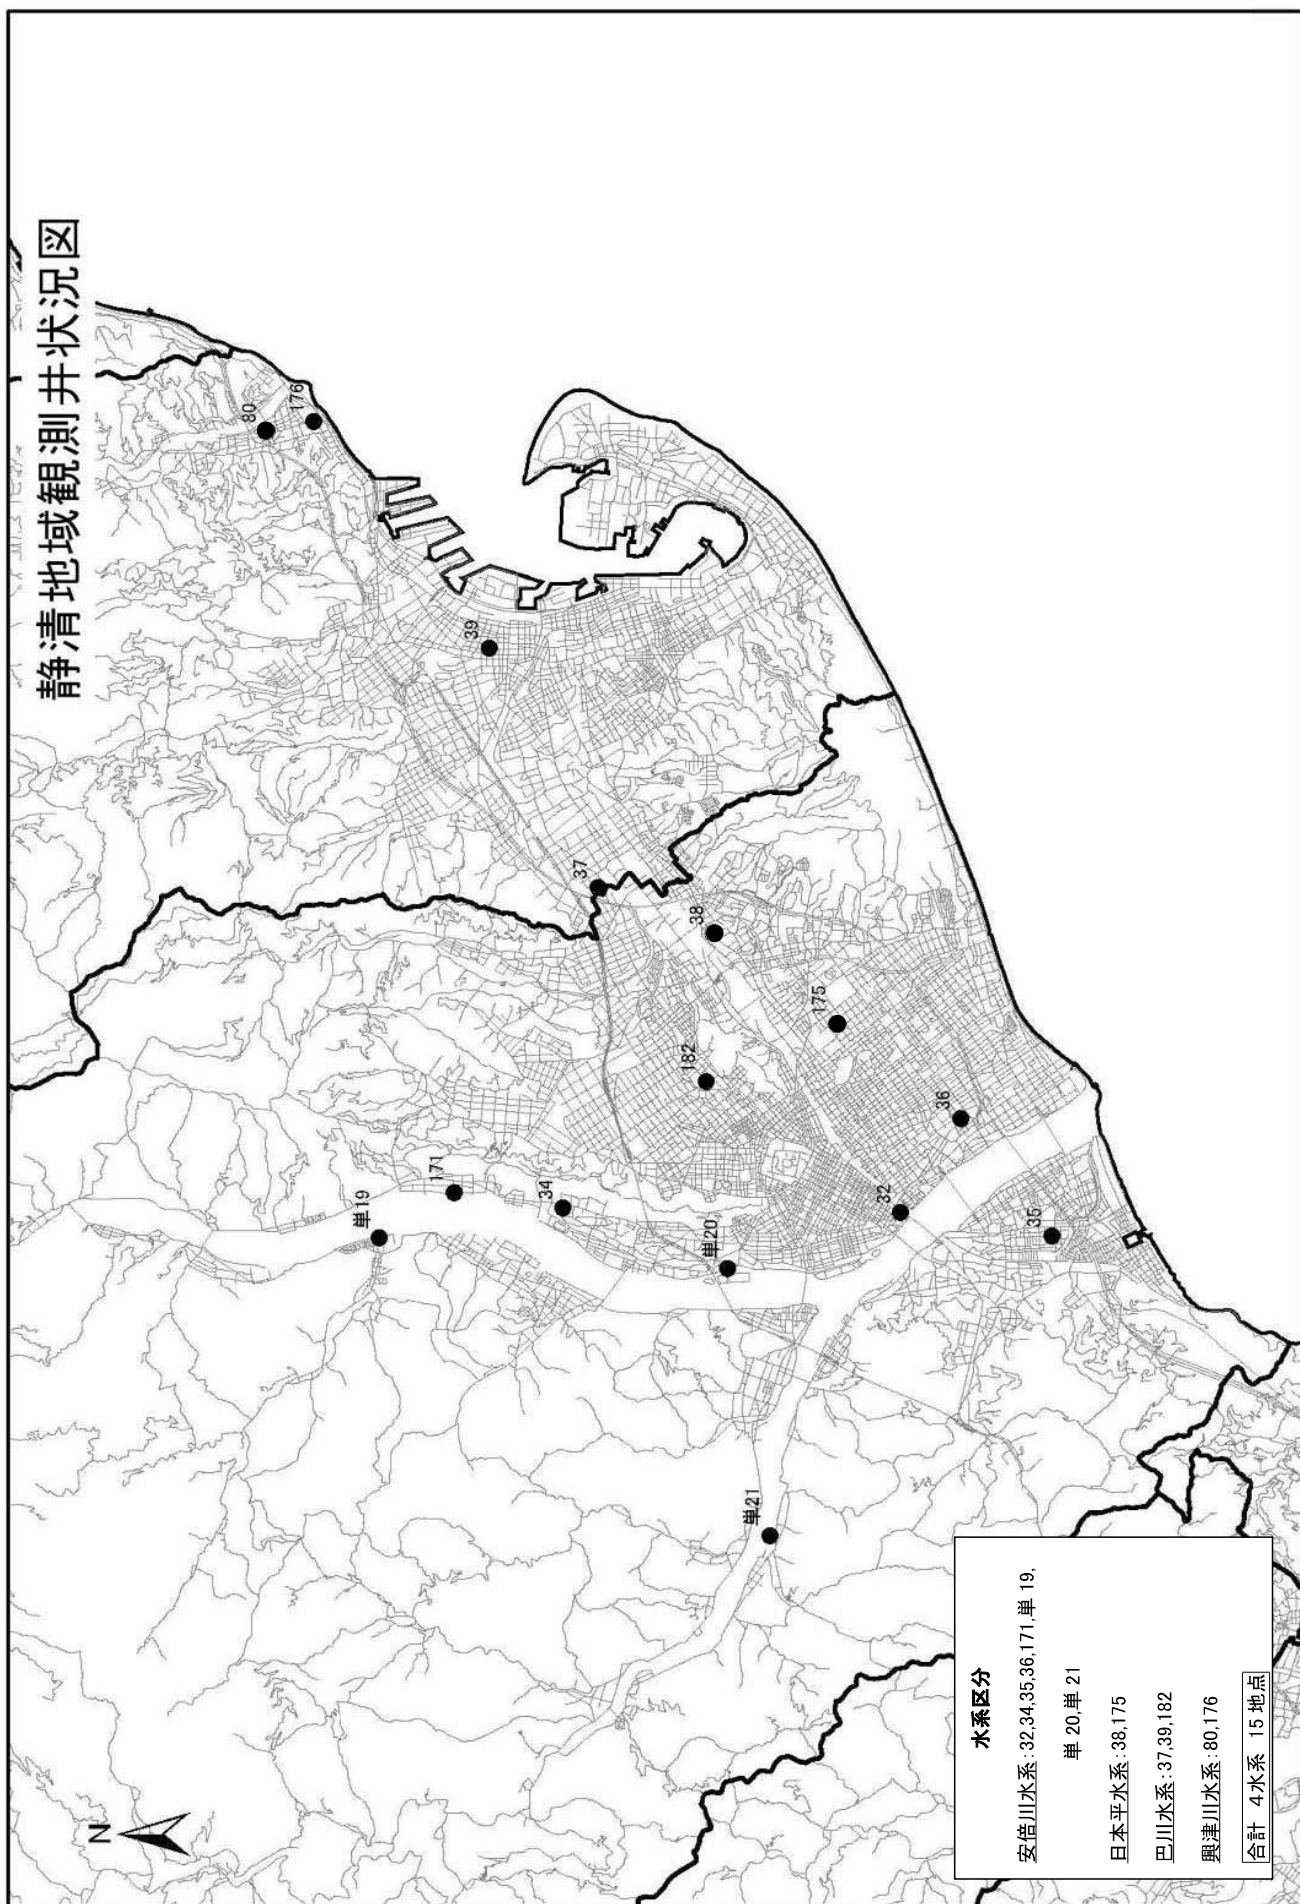 静清地域観測井状況図
N
80
176
39
37
38
175
182
36
171
単19
34
単20
32
35
単21
水系区分
安倍川水系:32,34,35,36,171,単19,
単20,単21
日本平水系:38,175
巴川水系:37,39,182
興津川水系:80,176
合計 4水系 15地点